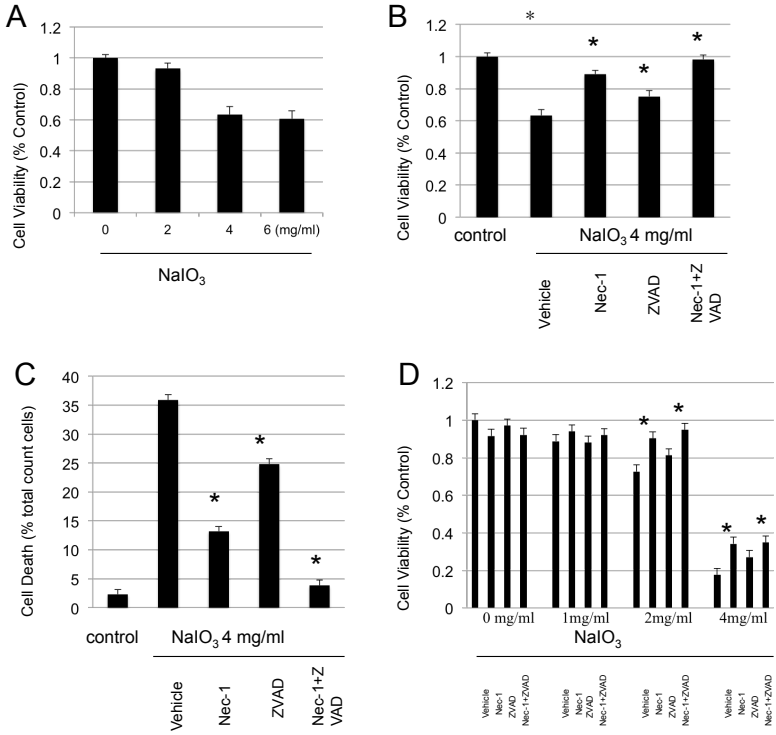 A
Cell Viability (% Control)
1.2
1
0.8
0.6
0.4
0.2
0
0 2 4 6 (mg/ml)
NaIO3
B
Cell Viability (% Control)
1.2
1
0.8
0.6
0.4
0.2
0
* * * *
control NaIO3 4 mg/ml
Vehicle
Nec-1
ZVAD
Nec-1+Z
VAD
C
Cell Death (% total count cells)
40
35
30
25
20
15
10
5
0
* * *
control NaIO3 4 mg/ml
Vehicle
Nec-1
ZVAD
Nec-1+Z
VAD
D
Cell Viability (% Control)
1.2
1
0.8
0.6
0.4
0.2
0
* * * *
0 mg/ml 1mg/ml 2mg/ml 4mg/ml
NaIO3
Vehicle
Nec-1
ZVAD
Nec-1+ZVAD
Vehicle
Nec-1
ZVAD
Nec-1+ZVAD
Vehicle
Nec-1
ZVAD
Nec-1+ZVAD
Vehicle
Nec-1
ZVAD
Nec-1+ZVAD